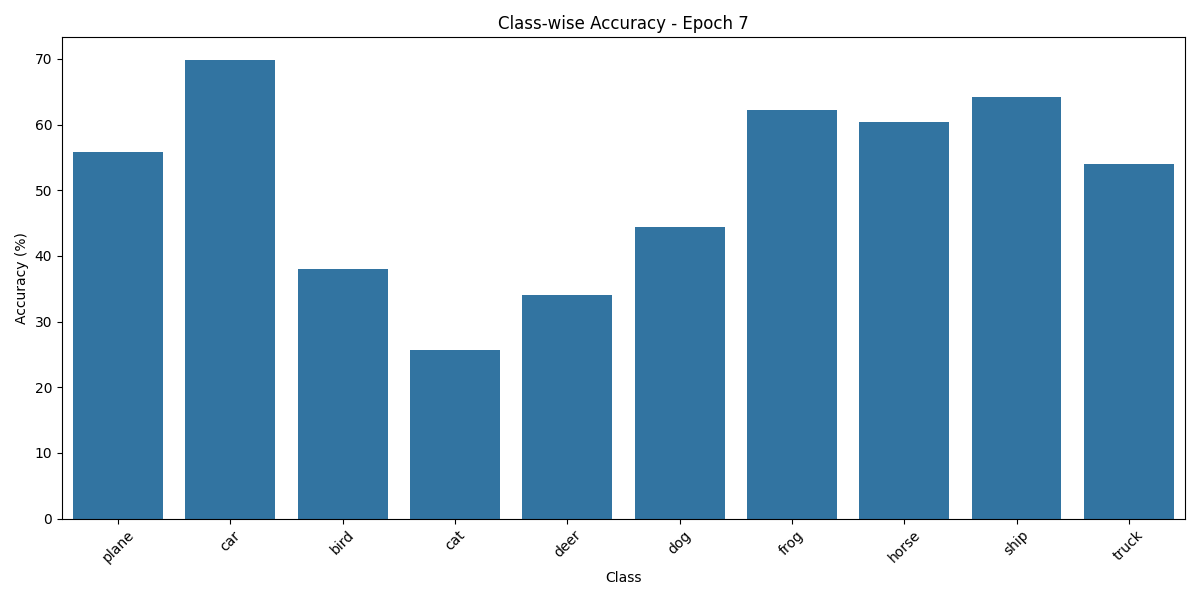 Class-wise Accuracy - Epoch 7
Accuracy (%)
70
60
50
40
30
20
10
0
plane
car
bird
cat
deer
dog
frog
horse
ship
truck
Class